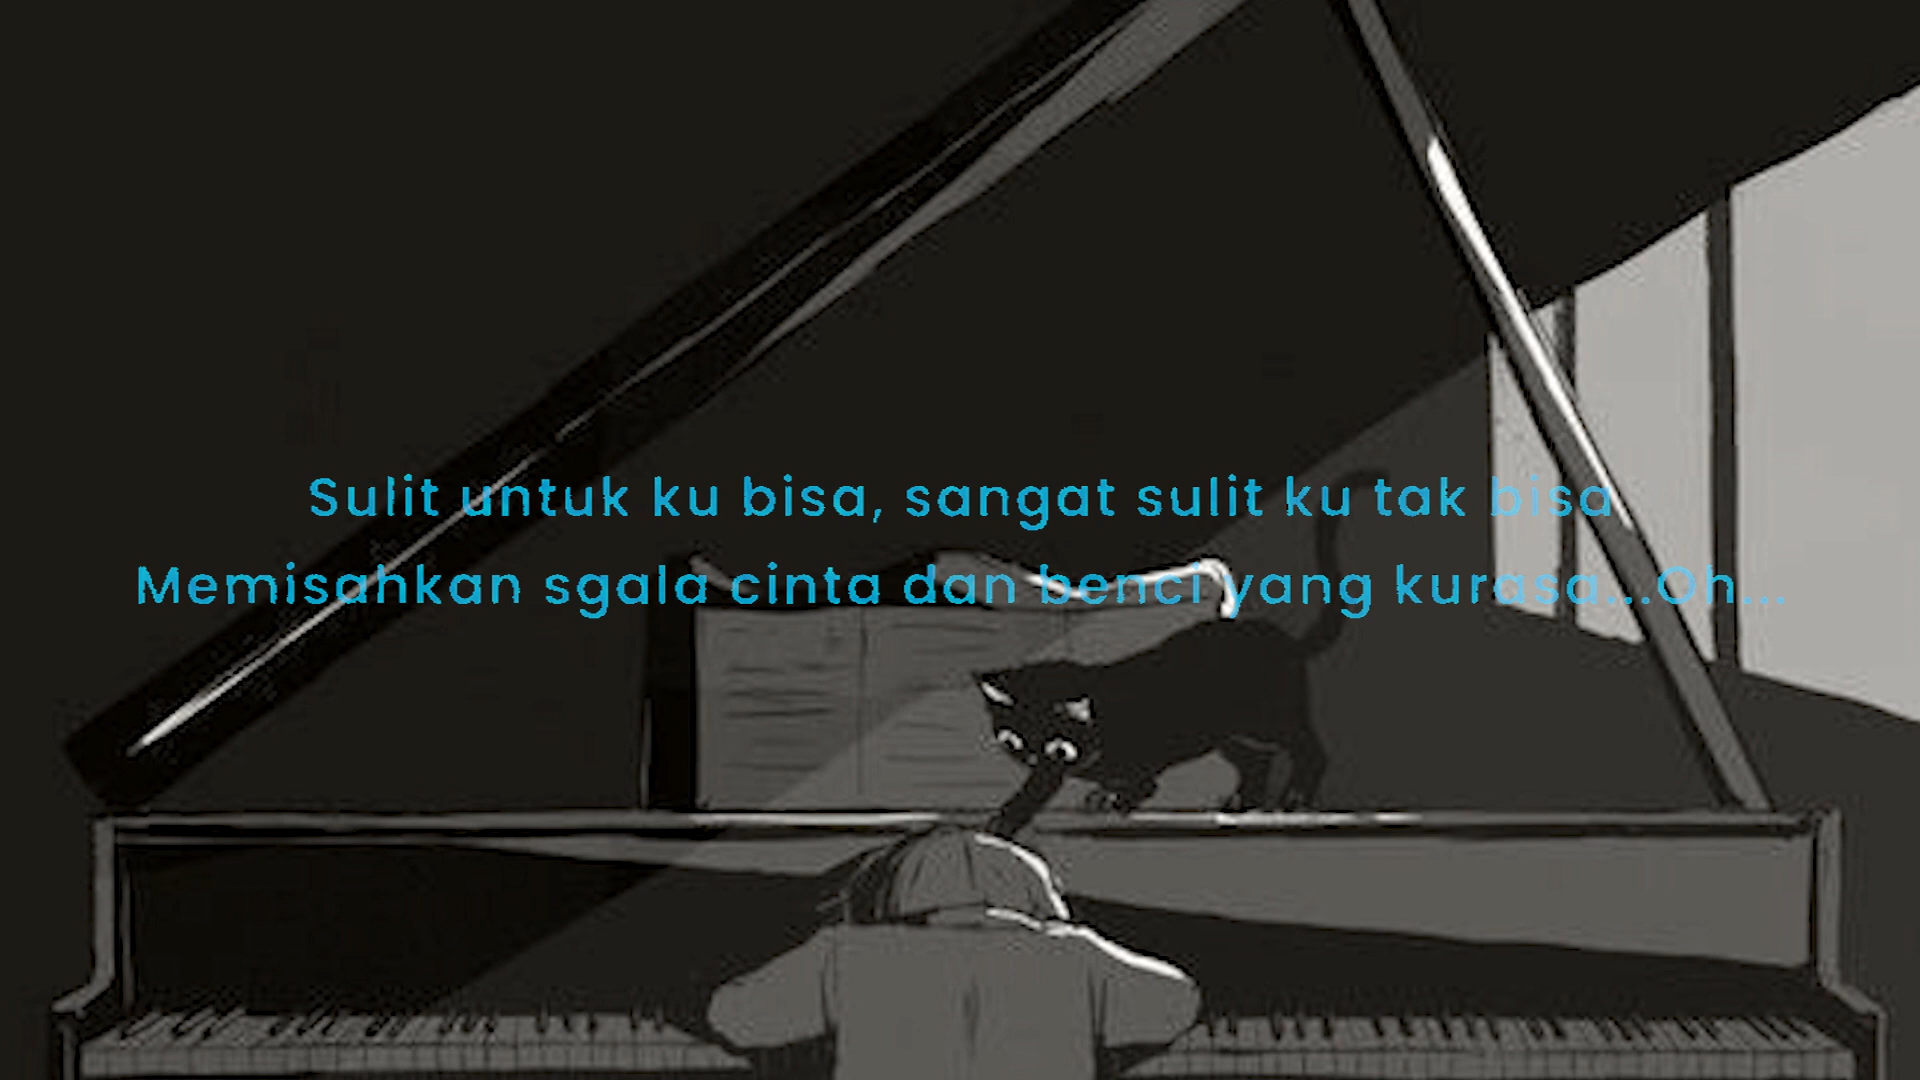 Sulit untuk ku bisa, sangat sulit ku tak bisa
Memisahkan sgala cinta dan benci yang kurasa...Oh...